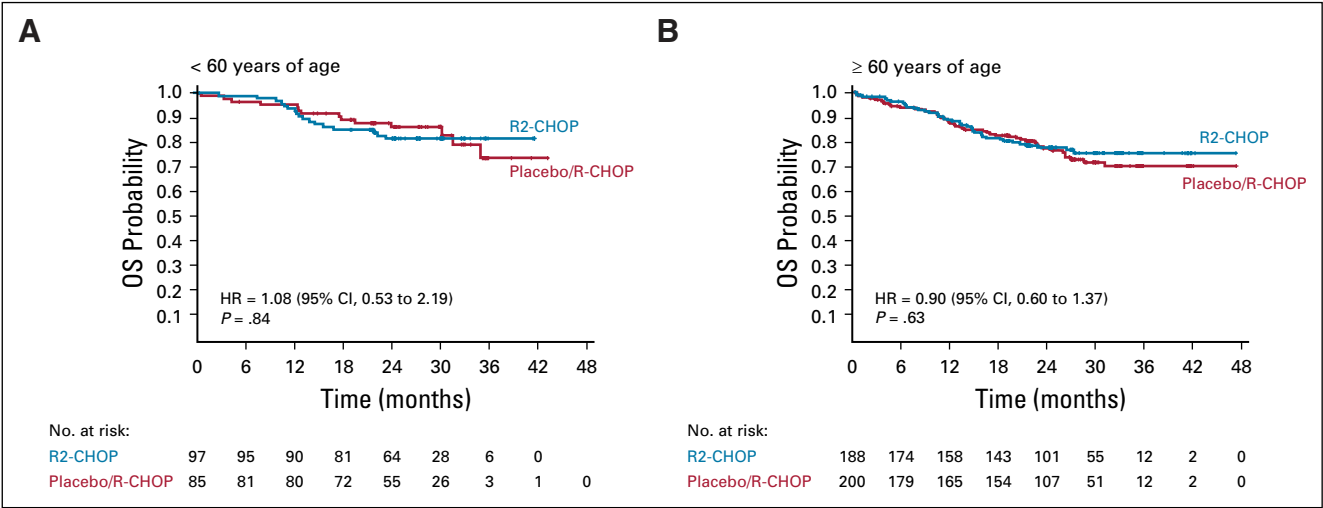 A
< 60 years of age
1.0
0.9
0.8
0.7
0.6
0.5
0.4
0.3
0.2
0.1
OS Probability
R2-CHOP
Placebo/R-CHOP
HR = 1.08 (95% CI, 0.53 to 2.19)
P = .84
0 6 12 18 24 30 36 42 48
Time (months)
No. at risk:
R2-CHOP 97 95 90 81 64 28 6 0
Placebo/R-CHOP 85 81 80 72 55 26 3 1 0
B
≥ 60 years of age
1.0
0.9
0.8
0.7
0.6
0.5
0.4
0.3
0.2
0.1
OS Probability
R2-CHOP
Placebo/R-CHOP
HR = 0.90 (95% CI, 0.60 to 1.37)
P = .63
0 6 12 18 24 30 36 42 48
Time (months)
No. at risk:
R2-CHOP 188 174 158 143 101 55 12 2 0
Placebo/R-CHOP 200 179 165 154 107 51 12 2 0